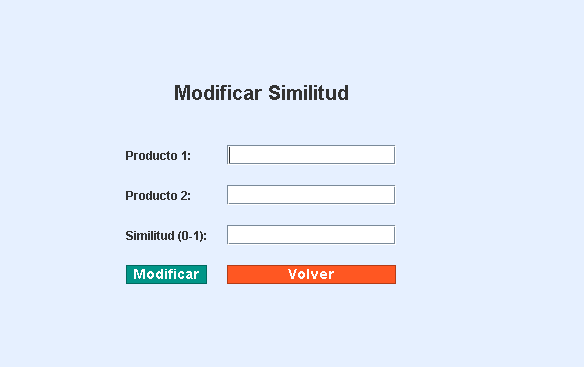 Modificar Similitud
Producto 1:
Producto 2:
Similitud (0-1):
Modificar Volver